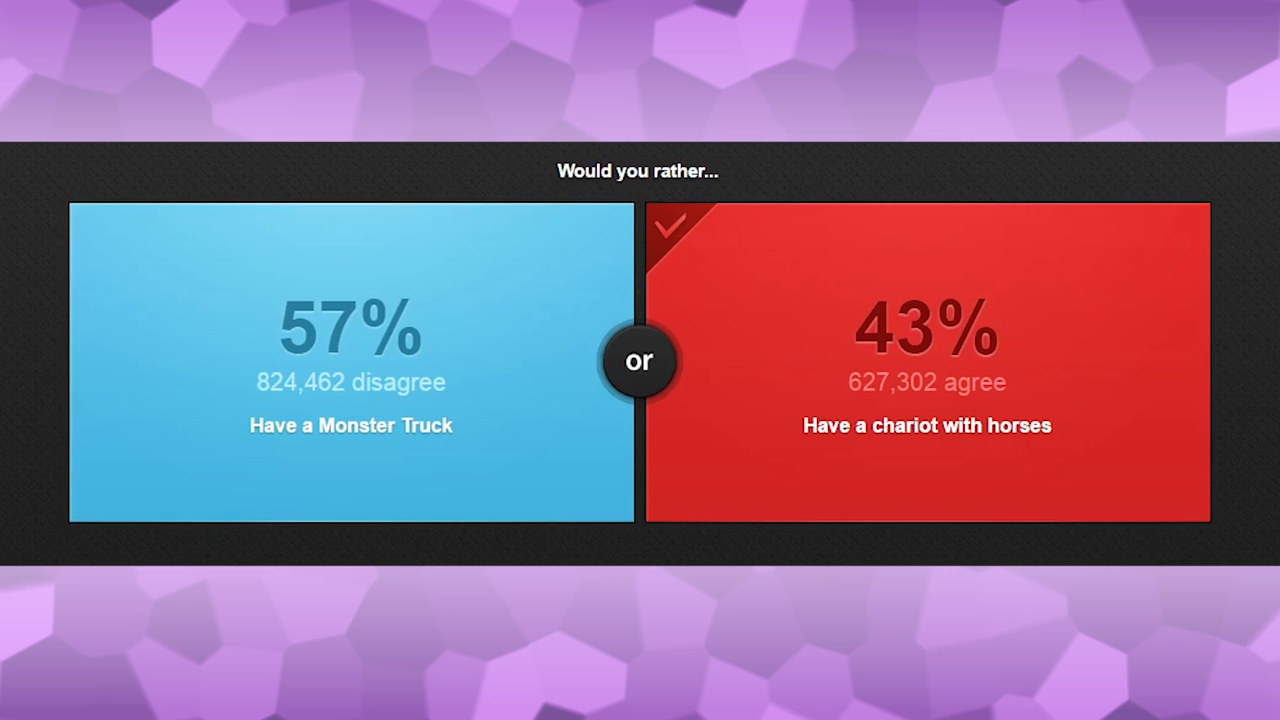 Would you rather...
57%
824,462 disagree
Have a Monster Truck
or
43%
627,302 agree
Have a chariot with horses